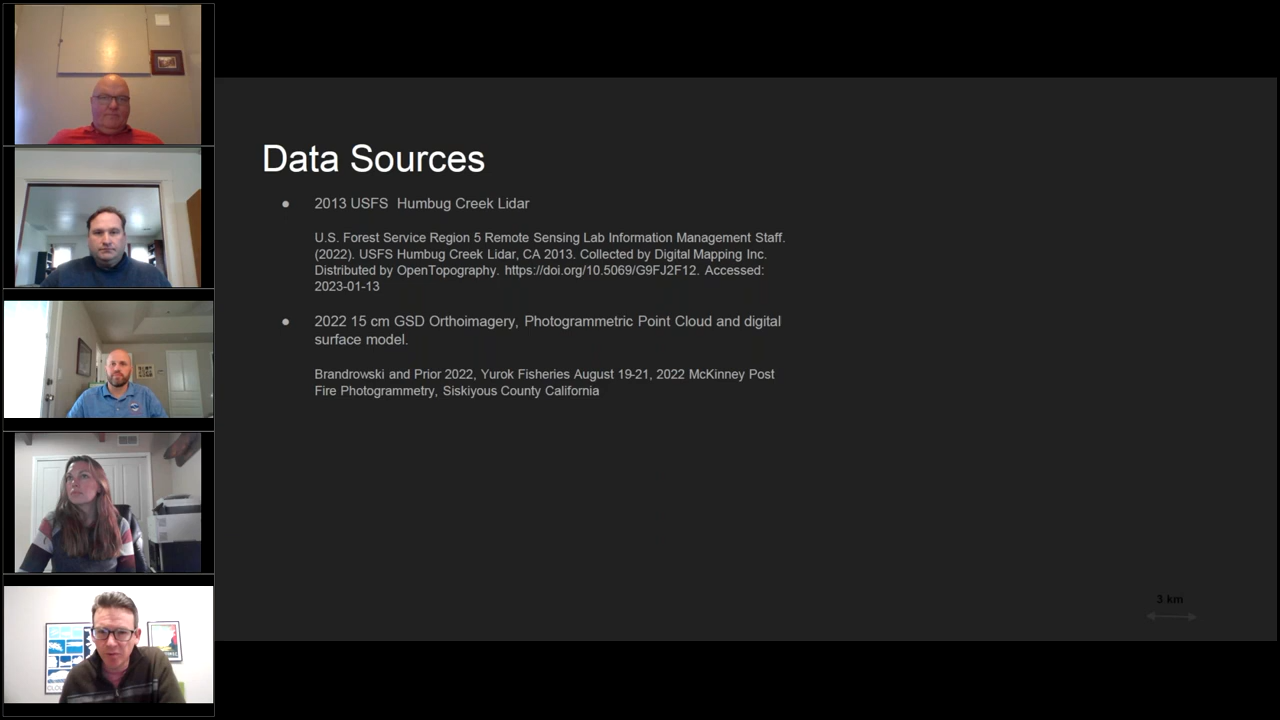 Data Sources
● 2013 USFS Humbug Creek Lidar
U.S. Forest Service Region 5 Remote Sensing Lab Information Management Staff.
(2022). USFS Humbug Creek Lidar, CA 2013. Collected by Digital Mapping Inc.
Distributed by OpenTopography. https://doi.org/10.5069/G9FJ2F12. Accessed:
2023-01-13
● 2022 15 cm GSD Orthoimagery, Photogrammetric Point Cloud and digital
surface model.
Brandrowski and Prior 2022, Yurok Fisheries August 19-21, 2022 McKinney Post
Fire Photogrammetry, Siskiyous County California
3 km